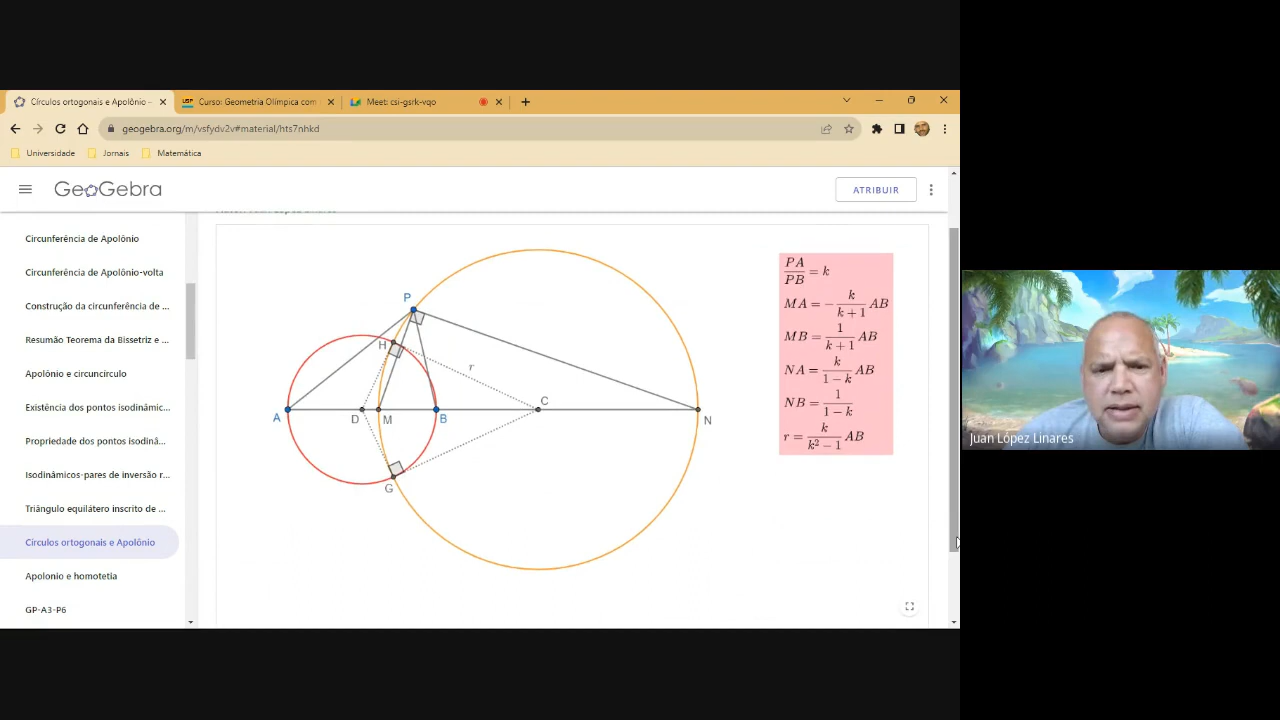 Círculos ortogonais e Apolônio -
USP Curso: Geometria Olímpica com
Meet: csi-gsrk-vqo
geogebra.org/m/vsfydv2v#material/hts7nhkd
Universidade
Jornais
Matemática
GeoGebra
ATRIBUIR
Circunferência de Apolônio
Circunferência de Apolônio-volta
Construção da circunferência de ...
Resumão Teorema da Bissetriz e ...
Apolônio e circuncírculo
Existência dos pontos isodinâmic...
Propriedade dos pontos isodinâ...
Isodinâmicos-pares de inversão r...
Triângulo equilátero inscrito de ...
Círculos ortogonais e Apolônio
Apolonio e homotetia
GP-A3-P6
P
H
r
A
D
M
B
C
N
G
PA/PB = k
MA = -k/(k+1) AB
MB = 1/(k+1) AB
NA = k/(1-k) AB
NB = 1/(1-k)
r = k/(k²-1) AB
Juan López Linares